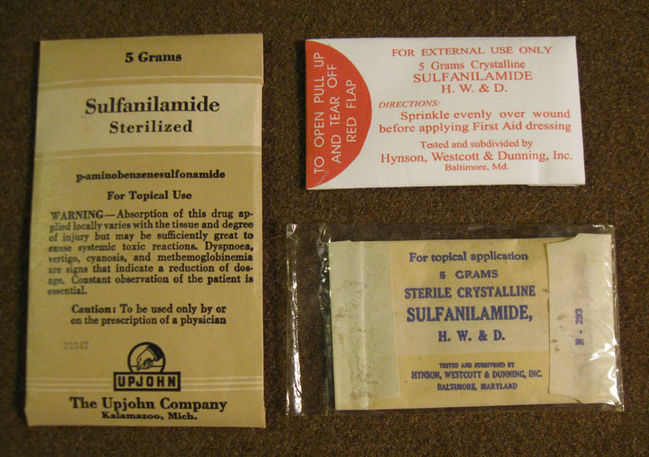 5 Grams
Sulfanilamide
Sterilized
p-aminobenzenesulfonamide
For Topical Use
WARNING—Absorption of this drug ap-
plied locally varies with the tissue and degree
of injury but may be sufficiently great to
cause systemic toxic reactions. Dyspnoea,
vertigo, cyanosis, and methemoglobinemia
are signs that indicate a reduction of dos-
age. Constant observation of the patient is
essential.
Caution: To be used only by or
on the prescription of a physician
22342
UPJOHN
The Upjohn Company
Kalamazoo, Mich.
TO OPEN PULL UP
AND TEAR OFF
RED FLAP
FOR EXTERNAL USE ONLY
5 Grams Crystalline
SULFANILAMIDE
H. W. & D.
DIRECTIONS:
Sprinkle evenly over wound
before applying First Aid dressing
Tested and subdivided by
Hynson, Westcott & Dunning, Inc.
Baltimore, Md.
For topical application
5 GRAMS
STERILE CRYSTALLINE
SULFANILAMIDE,
H. W. & D.
TESTED AND SUBDIVIDED BY
HYNSON, WESTCOTT & DUNNING, INC.
BALTIMORE, MARYLAND
293